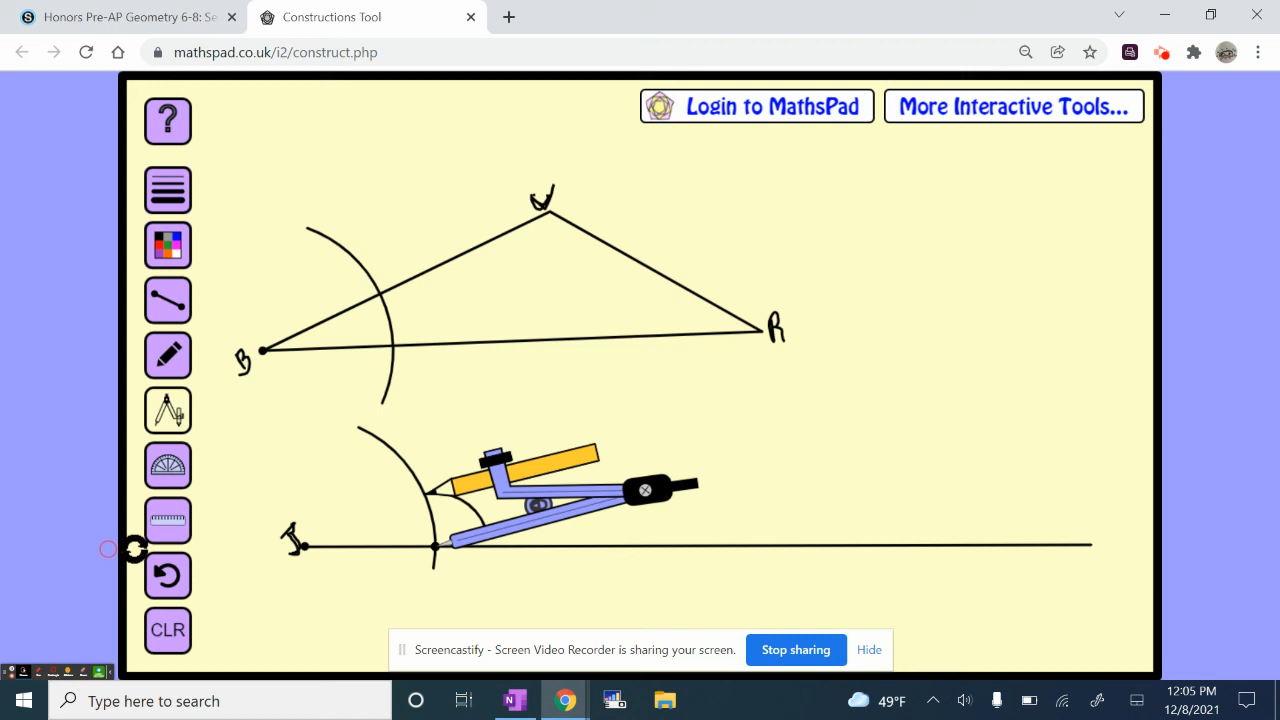 Honors Pre-AP Geometry 6-8: Se
Constructions Tool
mathspad.co.uk/i2/construct.php
?
Login to MathsPad
More Interactive Tools...
B
R
CLR
Screencastify - Screen Video Recorder is sharing your screen.
Stop sharing
Hide
Type here to search
49°F
12:05 PM
12/8/2021